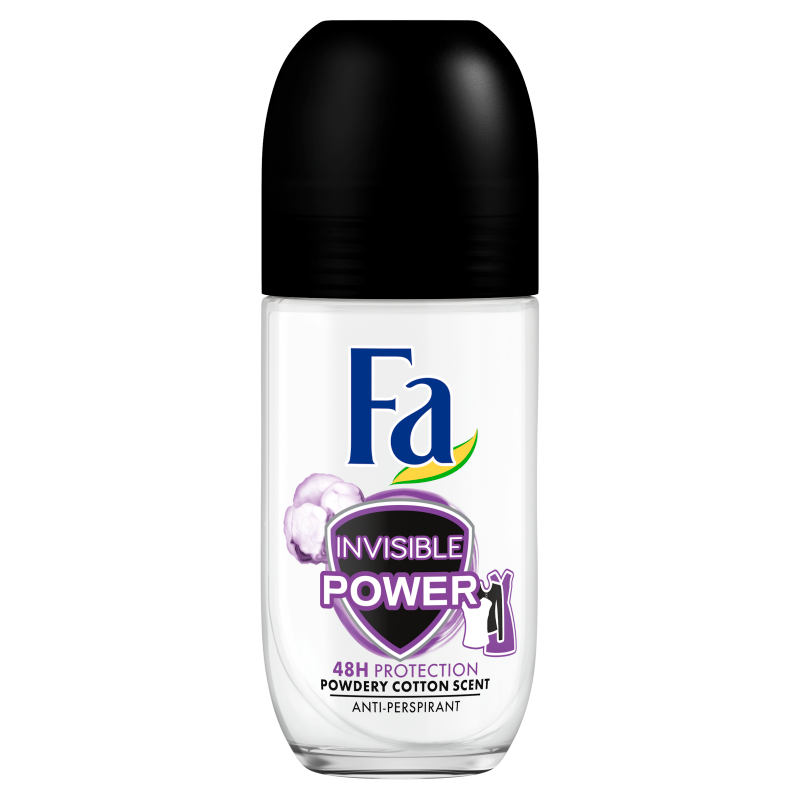 Fa
INVISIBLE
POWER
48H PROTECTION
POWDERY COTTON SCENT
ANTI-PERSPIRANT